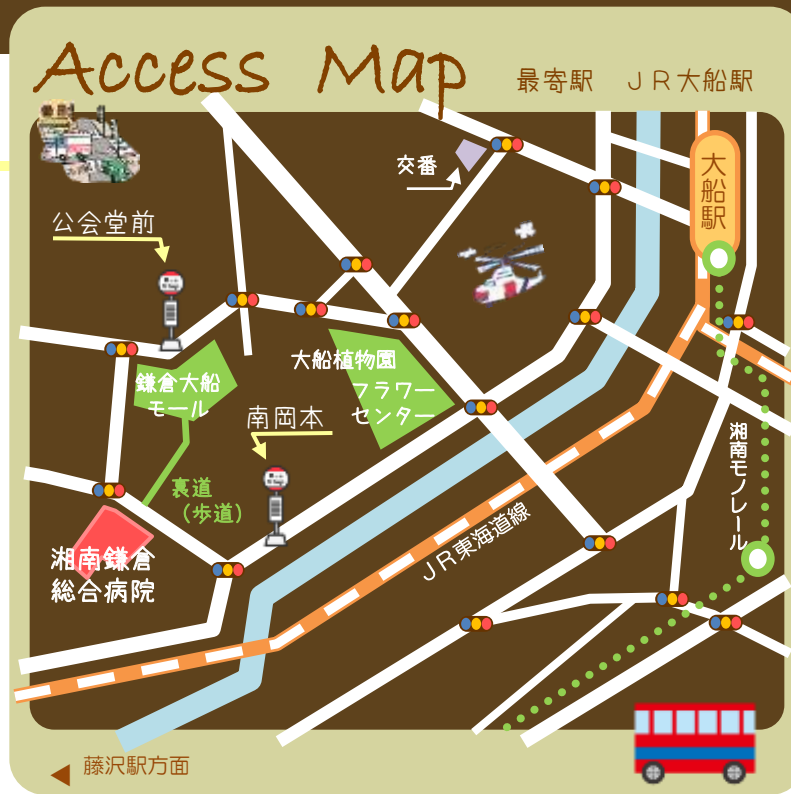 Access Map
最寄駅 JR大船駅
交番
大船駅
公会堂前
大船植物園
フラワー
センター
鎌倉大船
モール
南岡本
湘南モノレール
裏道
(歩道)
JR東海道線
湘南鎌倉
総合病院
藤沢駅方面